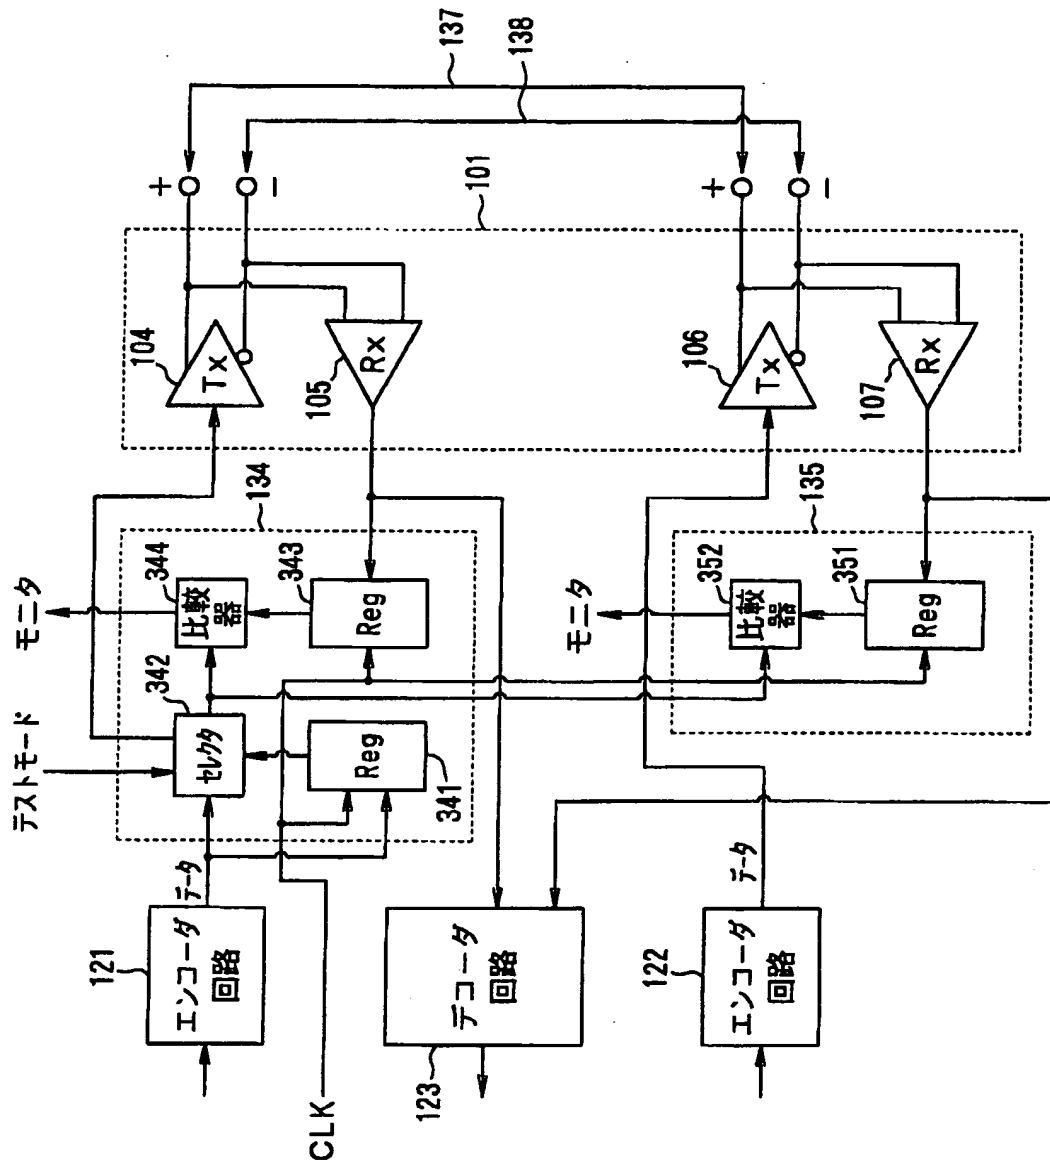 テストモード
モニタ
121
エンコーダ
回路
データ
342
セレクタ
344
比較
器
134
104
Tx
+
-
137
138
CLK
341
Reg
343
Reg
105
Rx
101
123
デコーダ
回路
モニタ
352
比較
器
135
351
Reg
106
Tx
+
-
107
Rx
122
エンコーダ
回路
データ